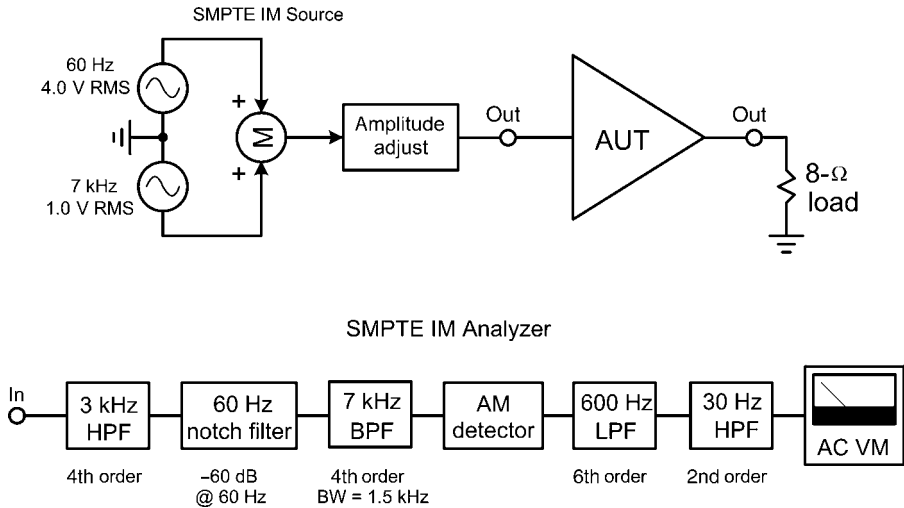 SMPTE IM Source
60 Hz
4.0 V RMS
+
M
+
7 kHz
1.0 V RMS
Amplitude
adjust
Out
AUT
Out
8-Ω
load
SMPTE IM Analyzer
In
3 kHz
HPF
4th order
60 Hz
notch filter
–60 dB
@ 60 Hz
7 kHz
BPF
4th order
BW = 1.5 kHz
AM
detector
600 Hz
LPF
6th order
30 Hz
HPF
2nd order
AC VM